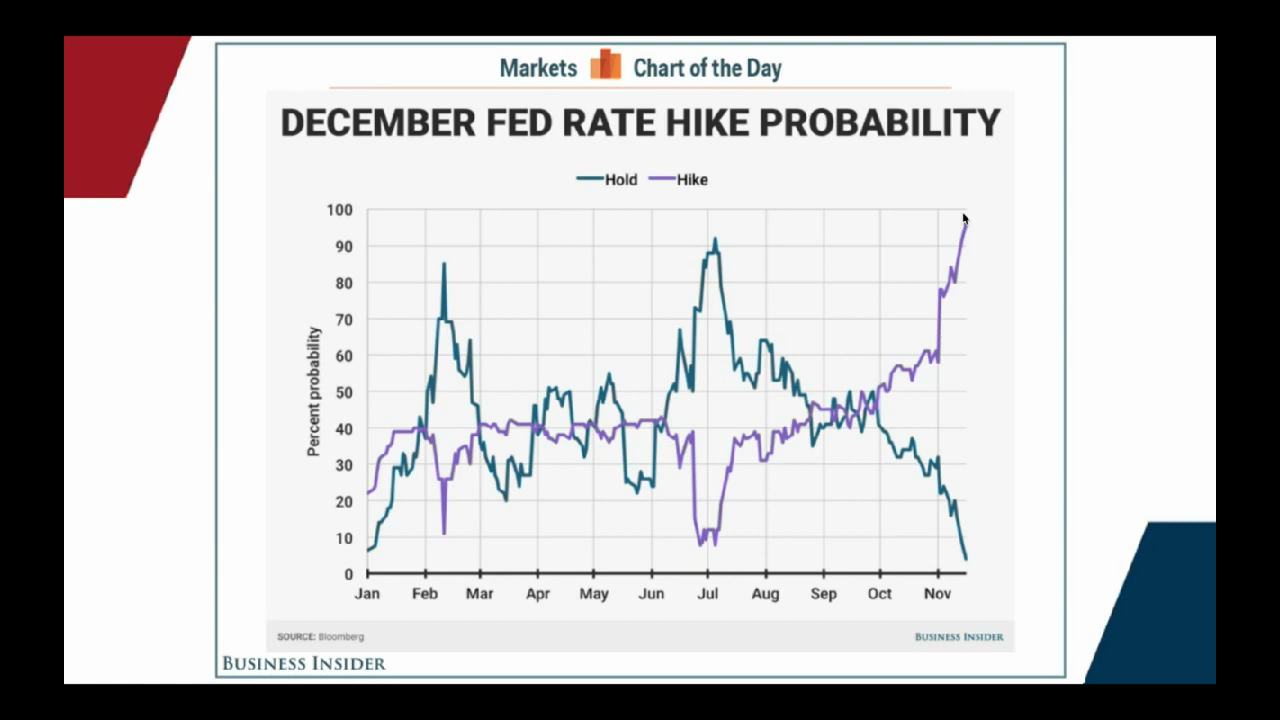 Markets Chart of the Day
DECEMBER FED RATE HIKE PROBABILITY
Hold Hike
Percent probability
100
90
80
70
60
50
40
30
20
10
0
Jan Feb Mar Apr May Jun Jul Aug Sep Oct Nov
SOURCE: Bloomberg BUSINESS INSIDER
BUSINESS INSIDER